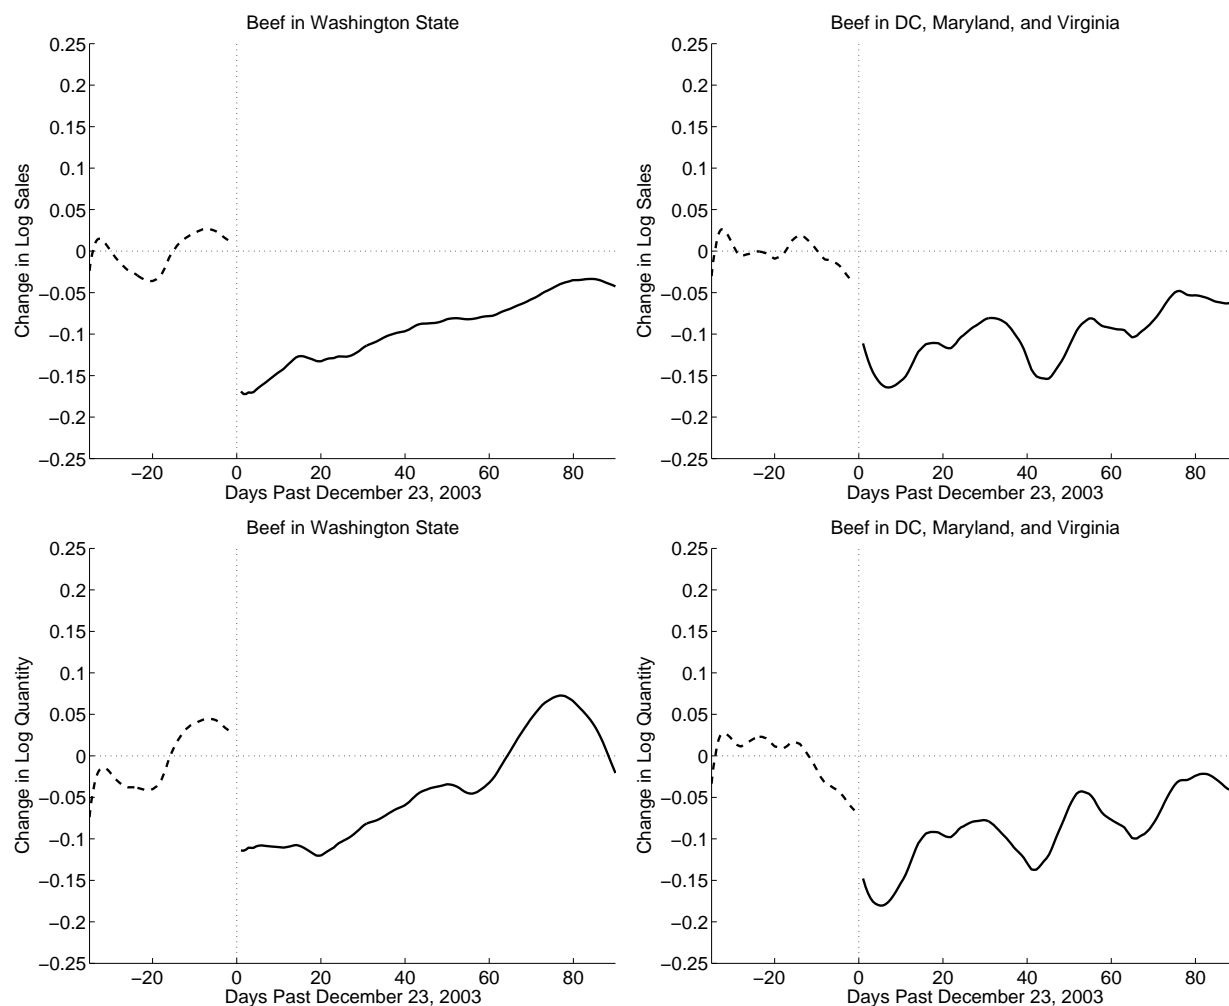 Beef in Washington State
0.25
0.2
0.15
0.1
0.05
0
−0.05
−0.1
−0.15
−0.2
−0.25
Change in Log Sales
−20 0 20 40 60 80
Days Past December 23, 2003
Beef in DC, Maryland, and Virginia
0.25
0.2
0.15
0.1
0.05
0
−0.05
−0.1
−0.15
−0.2
−0.25
Change in Log Sales
−20 0 20 40 60 80
Days Past December 23, 2003
Beef in Washington State
0.25
0.2
0.15
0.1
0.05
0
−0.05
−0.1
−0.15
−0.2
−0.25
Change in Log Quantity
−20 0 20 40 60 80
Days Past December 23, 2003
Beef in DC, Maryland, and Virginia
0.25
0.2
0.15
0.1
0.05
0
−0.05
−0.1
−0.15
−0.2
−0.25
Change in Log Quantity
−20 0 20 40 60 80
Days Past December 23, 2003